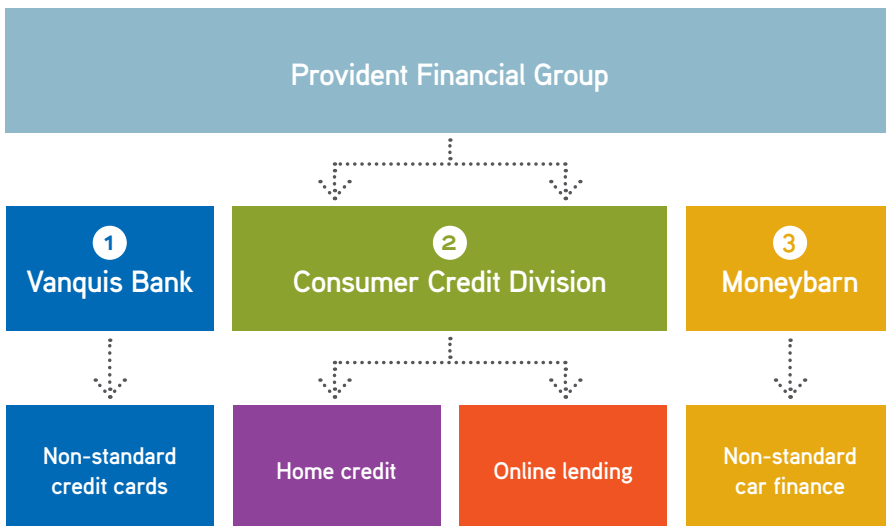 Provident Financial Group
1
Vanquis Bank
2
Consumer Credit Division
3
Moneybarn
Non-standard
credit cards
Home credit
Online lending
Non-standard
car finance